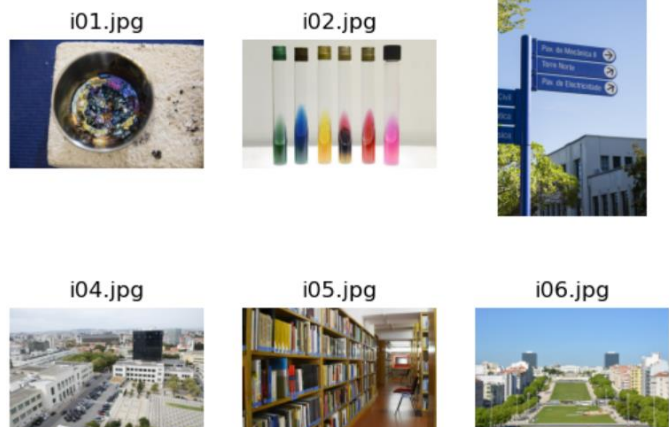 i01.jpg
i02.jpg
Pav. de Mecânica II
Torre Norte
Pav. de Electricidade
i04.jpg
i05.jpg
i06.jpg